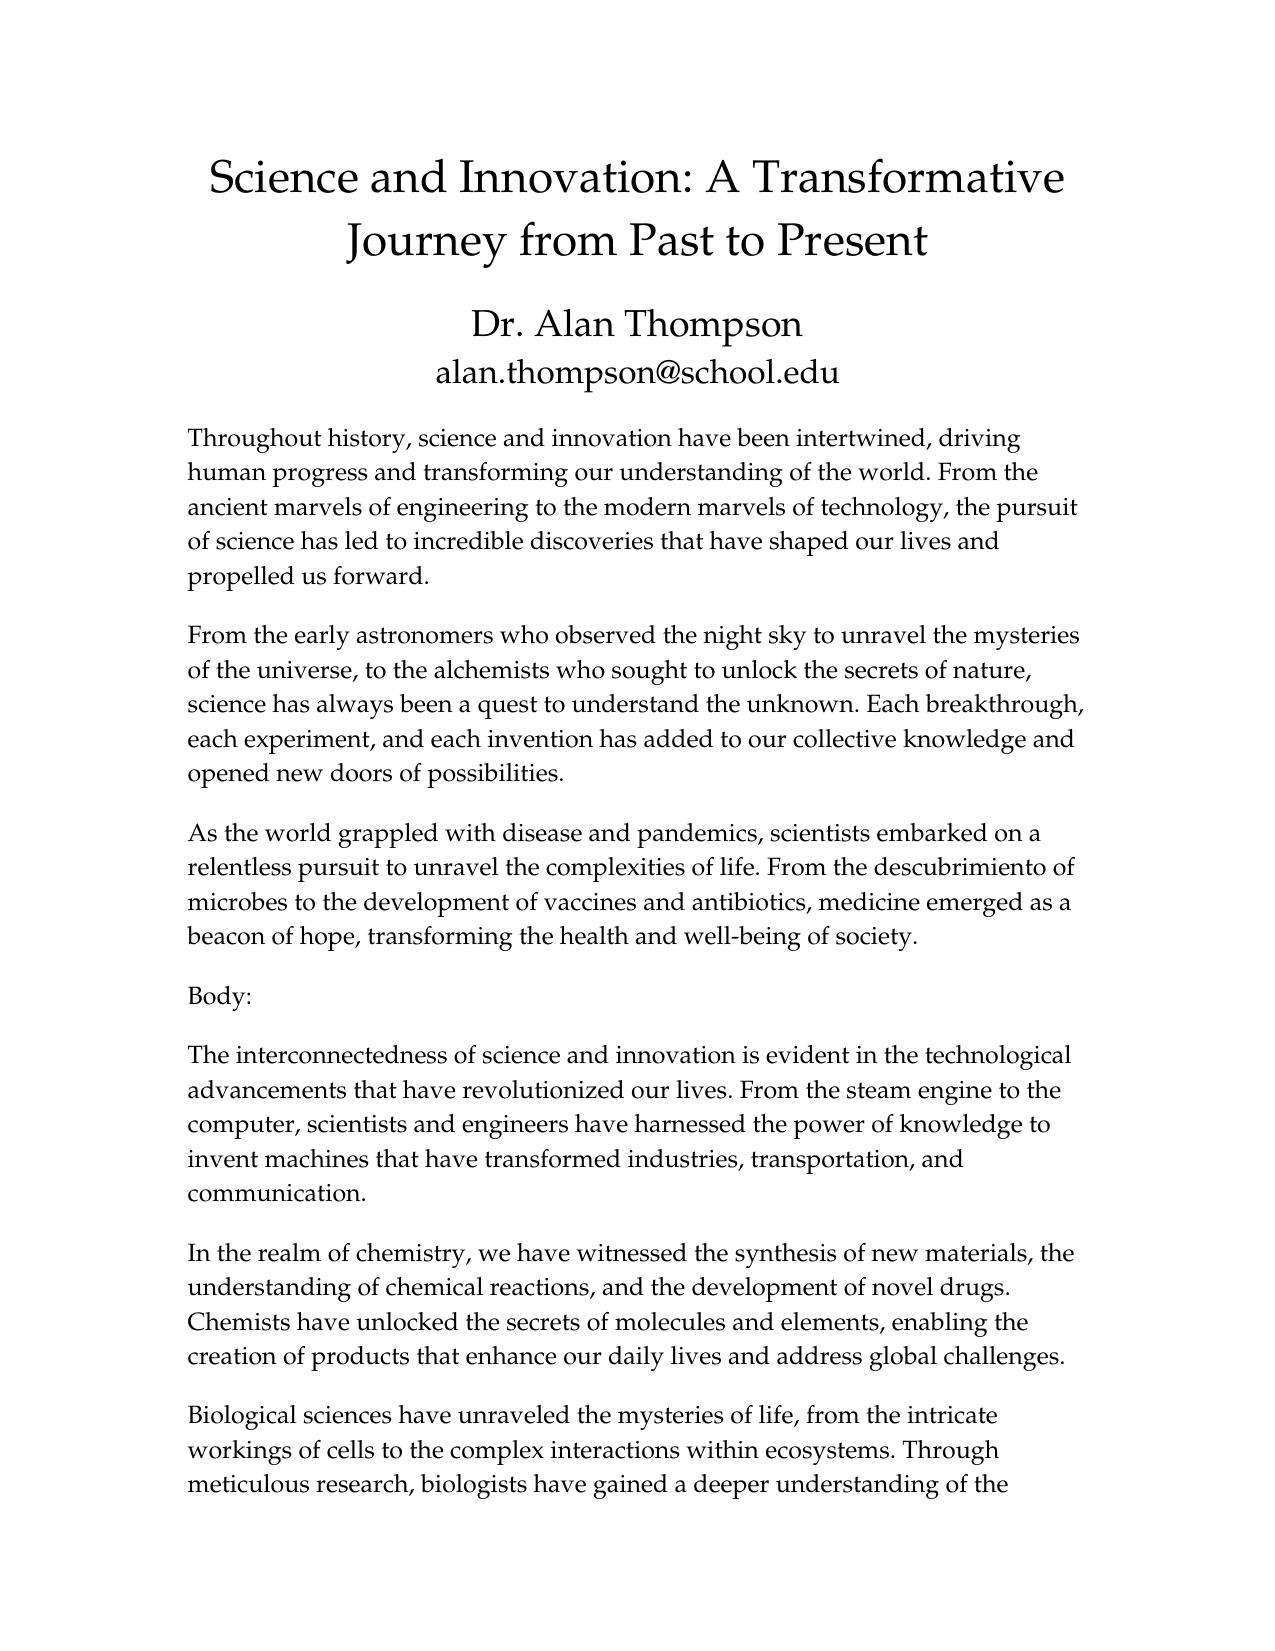 Science and Innovation: A Transformative
Journey from Past to Present
Dr. Alan Thompson
alan.thompson@school.edu
Throughout history, science and innovation have been intertwined, driving
human progress and transforming our understanding of the world. From the
ancient marvels of engineering to the modern marvels of technology, the pursuit
of science has led to incredible discoveries that have shaped our lives and
propelled us forward.
From the early astronomers who observed the night sky to unravel the mysteries
of the universe, to the alchemists who sought to unlock the secrets of nature,
science has always been a quest to understand the unknown. Each breakthrough,
each experiment, and each invention has added to our collective knowledge and
opened new doors of possibilities.
As the world grappled with disease and pandemics, scientists embarked on a
relentless pursuit to unravel the complexities of life. From the descubrimiento of
microbes to the development of vaccines and antibiotics, medicine emerged as a
beacon of hope, transforming the health and well-being of society.
Body:
The interconnectedness of science and innovation is evident in the technological
advancements that have revolutionized our lives. From the steam engine to the
computer, scientists and engineers have harnessed the power of knowledge to
invent machines that have transformed industries, transportation, and
communication.
In the realm of chemistry, we have witnessed the synthesis of new materials, the
understanding of chemical reactions, and the development of novel drugs.
Chemists have unlocked the secrets of molecules and elements, enabling the
creation of products that enhance our daily lives and address global challenges.
Biological sciences have unraveled the mysteries of life, from the intricate
workings of cells to the complex interactions within ecosystems. Through
meticulous research, biologists have gained a deeper understanding of the